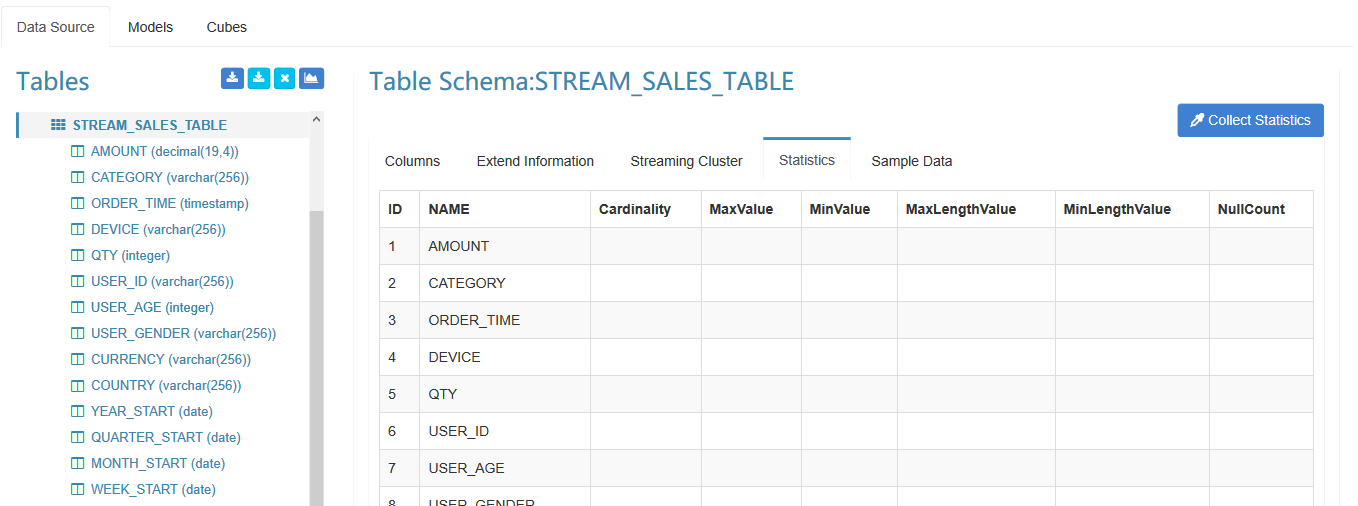 Data Source Models Cubes
Tables
STREAM_SALES_TABLE
AMOUNT (decimal(19,4))
CATEGORY (varchar(256))
ORDER_TIME (timestamp)
DEVICE (varchar(256))
QTY (integer)
USER_ID (varchar(256))
USER_AGE (integer)
USER_GENDER (varchar(256))
CURRENCY (varchar(256))
COUNTRY (varchar(256))
YEAR_START (date)
QUARTER_START (date)
MONTH_START (date)
WEEK_START (date)
Table Schema:STREAM_SALES_TABLE
Collect Statistics
Columns Extend Information Streaming Cluster Statistics Sample Data
ID NAME Cardinality MaxValue MinValue MaxLengthValue MinLengthValue NullCount
1 AMOUNT
2 CATEGORY
3 ORDER_TIME
4 DEVICE
5 QTY
6 USER_ID
7 USER_AGE
8 USER_GENDER